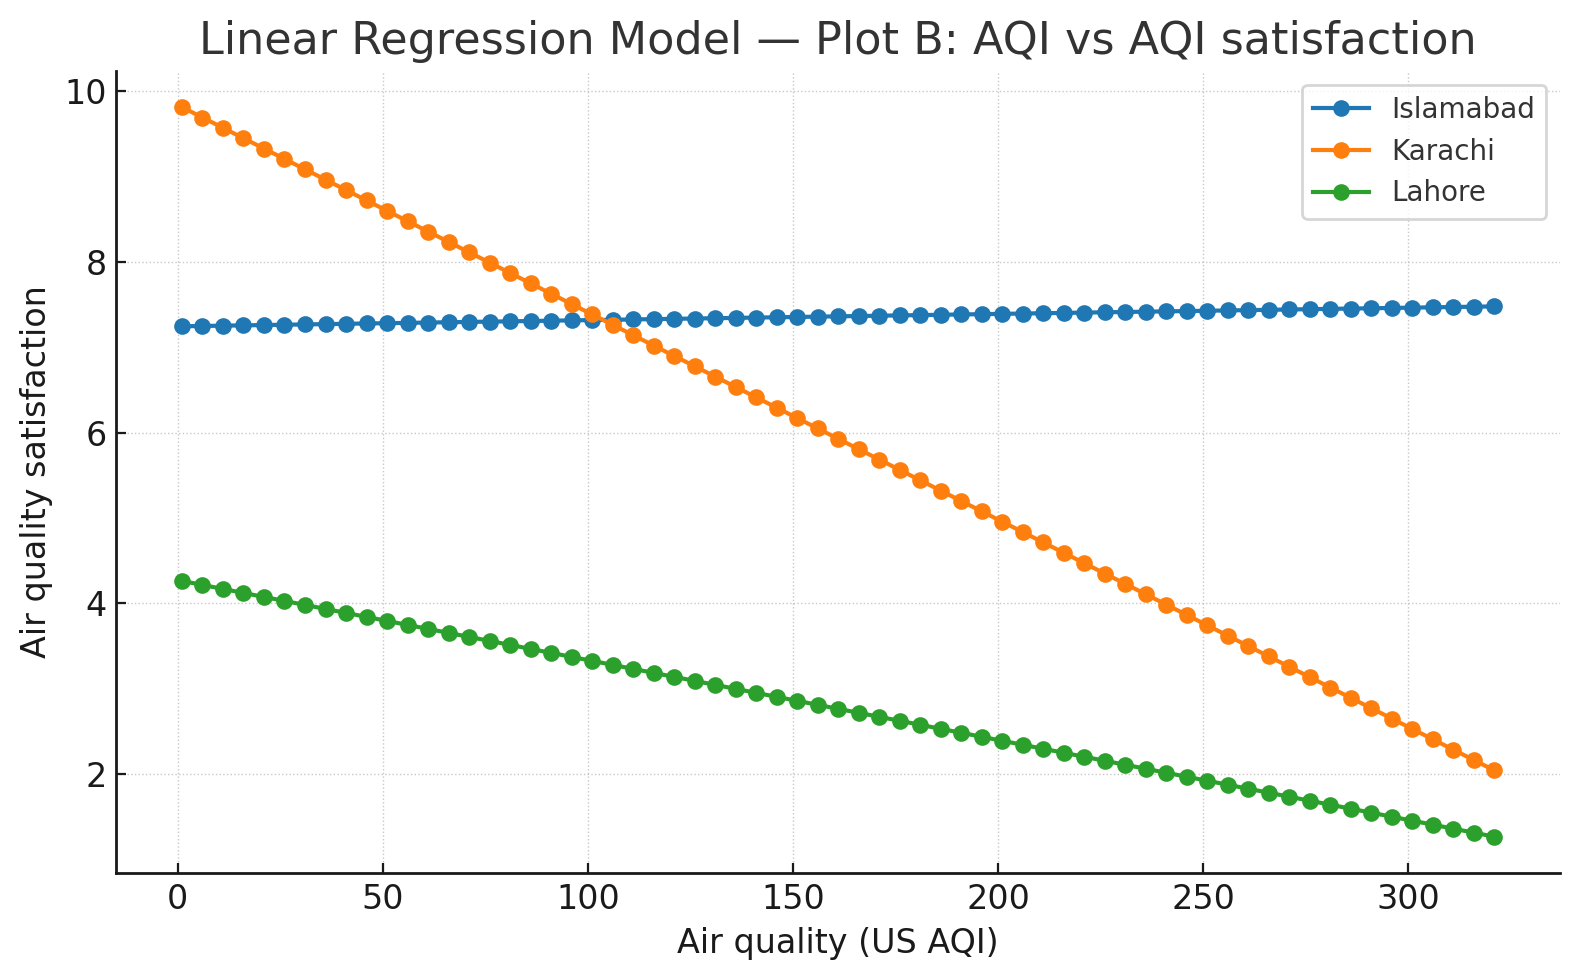 Linear Regression Model — Plot B: AQI vs AQI satisfaction
Islamabad
Karachi
Lahore
Air quality satisfaction
10
8
6
4
2
0
50
100
150
200
250
300
Air quality (US AQI)